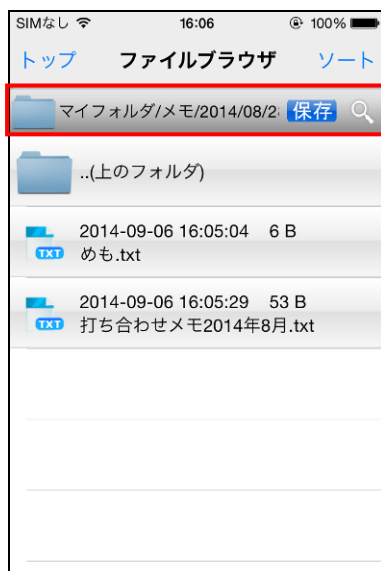 SIMなし 16:06 100%
トップ ファイルブラウザ ソート
マイフォルダ/メモ/2014/08/2 保存
..(上のフォルダ)
2014-09-06 16:05:04 6 B
TXT めも.txt
2014-09-06 16:05:29 53 B
TXT 打ち合わせメモ2014年8月.txt